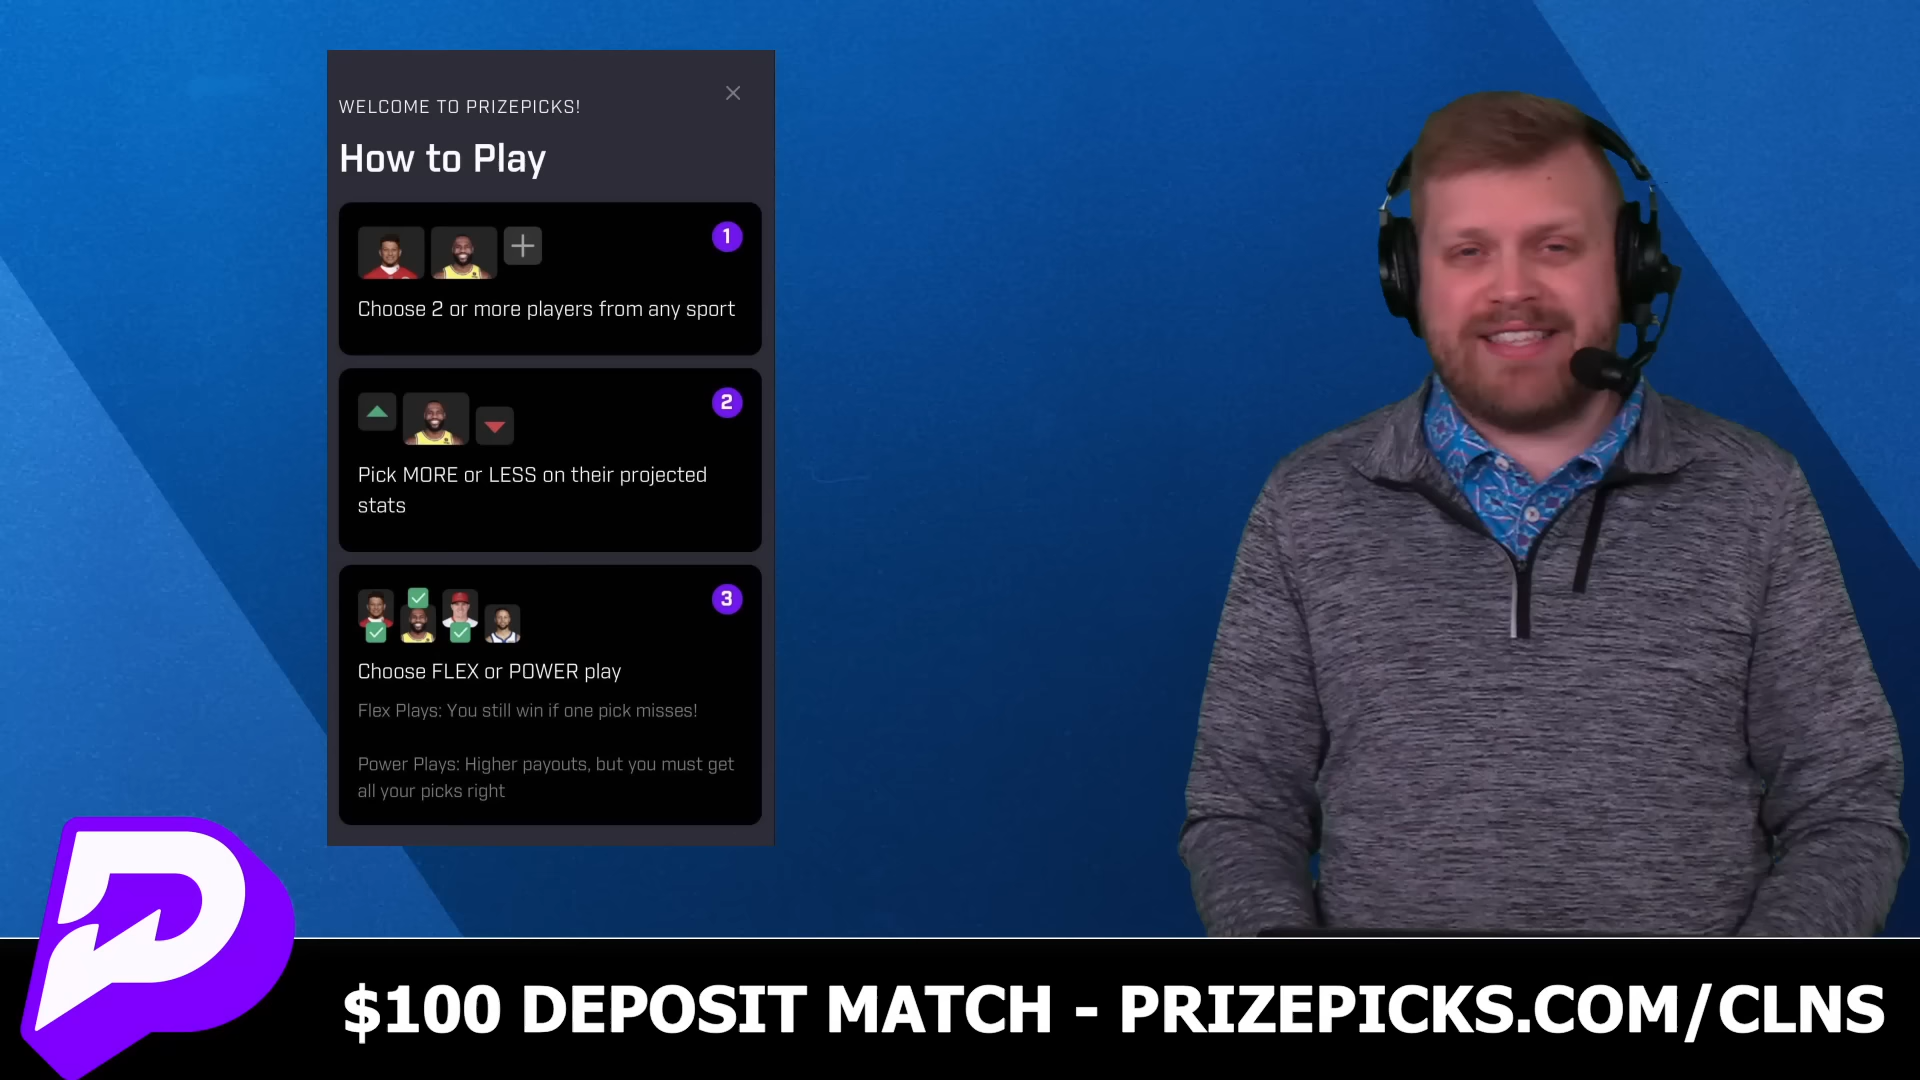 WELCOME TO PRIZEPICKS!
How to Play
1
Choose 2 or more players from any sport
2
Pick MORE or LESS on their projected
stats
3
Choose FLEX or POWER play
Flex Plays: You still win if one pick misses!
Power Plays: Higher payouts, but you must get
all your picks right
$100 DEPOSIT MATCH - PRIZEPICKS.COM/CLNS